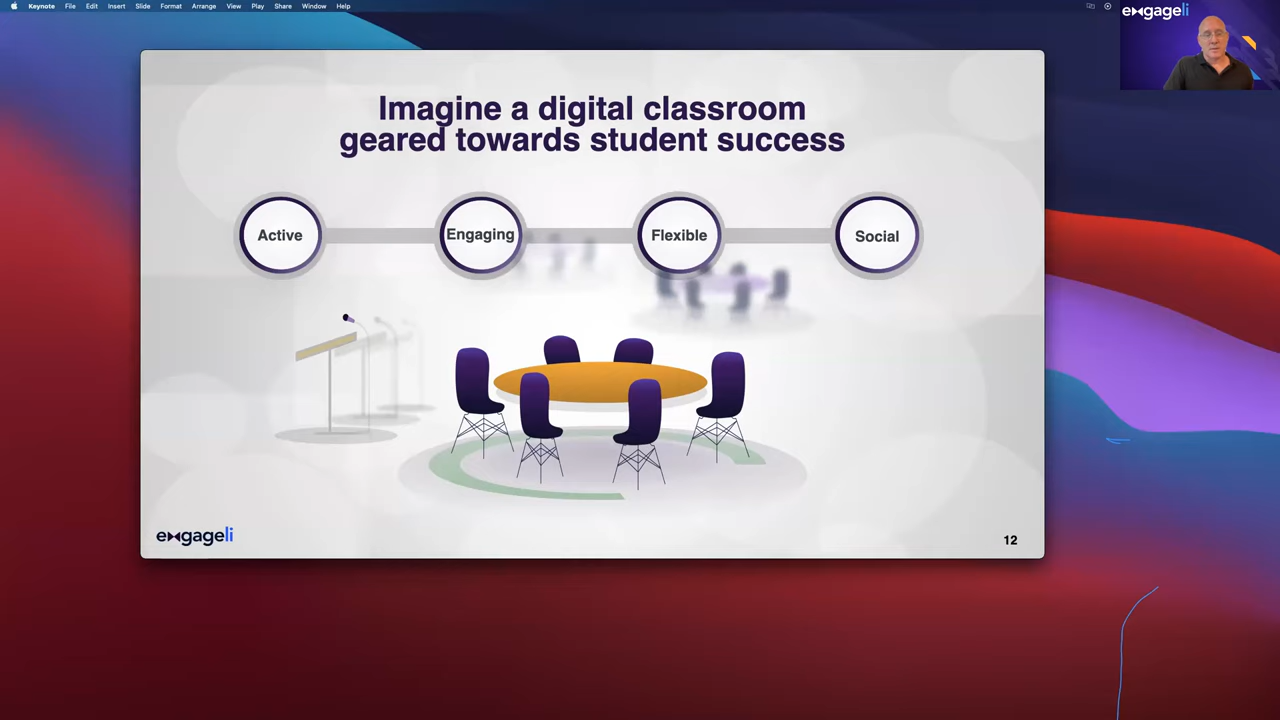 Keynote File Edit Insert Slide Format Arrange View Play Share Window Help
engageli
Imagine a digital classroom
geared towards student success
Active Engaging Flexible Social
engageli
12